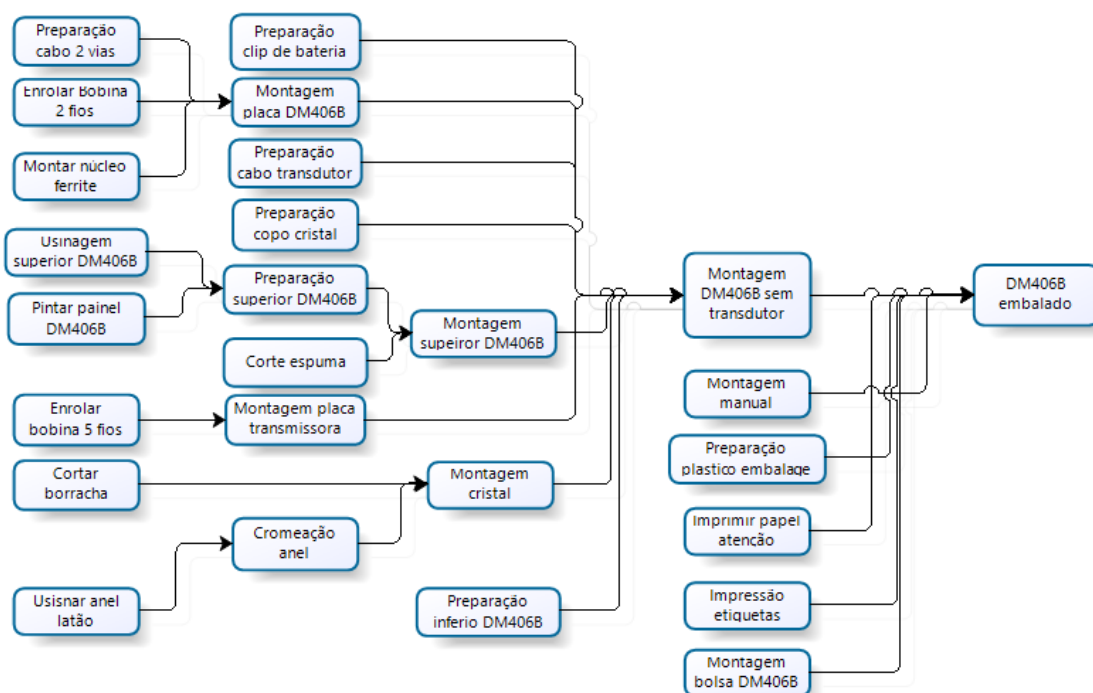 Preparação
cabo 2 vias
Enrolar Bobina
2 fios
Montar núcleo
ferrite
Usinagem
superior DM406B
Pintar painel
DM406B
Enrolar
bobina 5 fios
Cortar
borracha
Usisnar anel
latão
Preparação
clip de bateria
Montagem
placa DM406B
Preparação
cabo transdutor
Preparação
copo cristal
Preparação
superior DM406B
Corte espuma
Montagem placa
transmissora
Cromeação
anel
Montagem
supeiror DM406B
Montagem
cristal
Preparação
inferio DM406B
Montagem
DM406B sem
transdutor
Montagem
manual
Preparação
plastico embalage
Imprimir papel
atenção
Impressão
etiquetas
Montagem
bolsa DM406B
DM406B
embalado